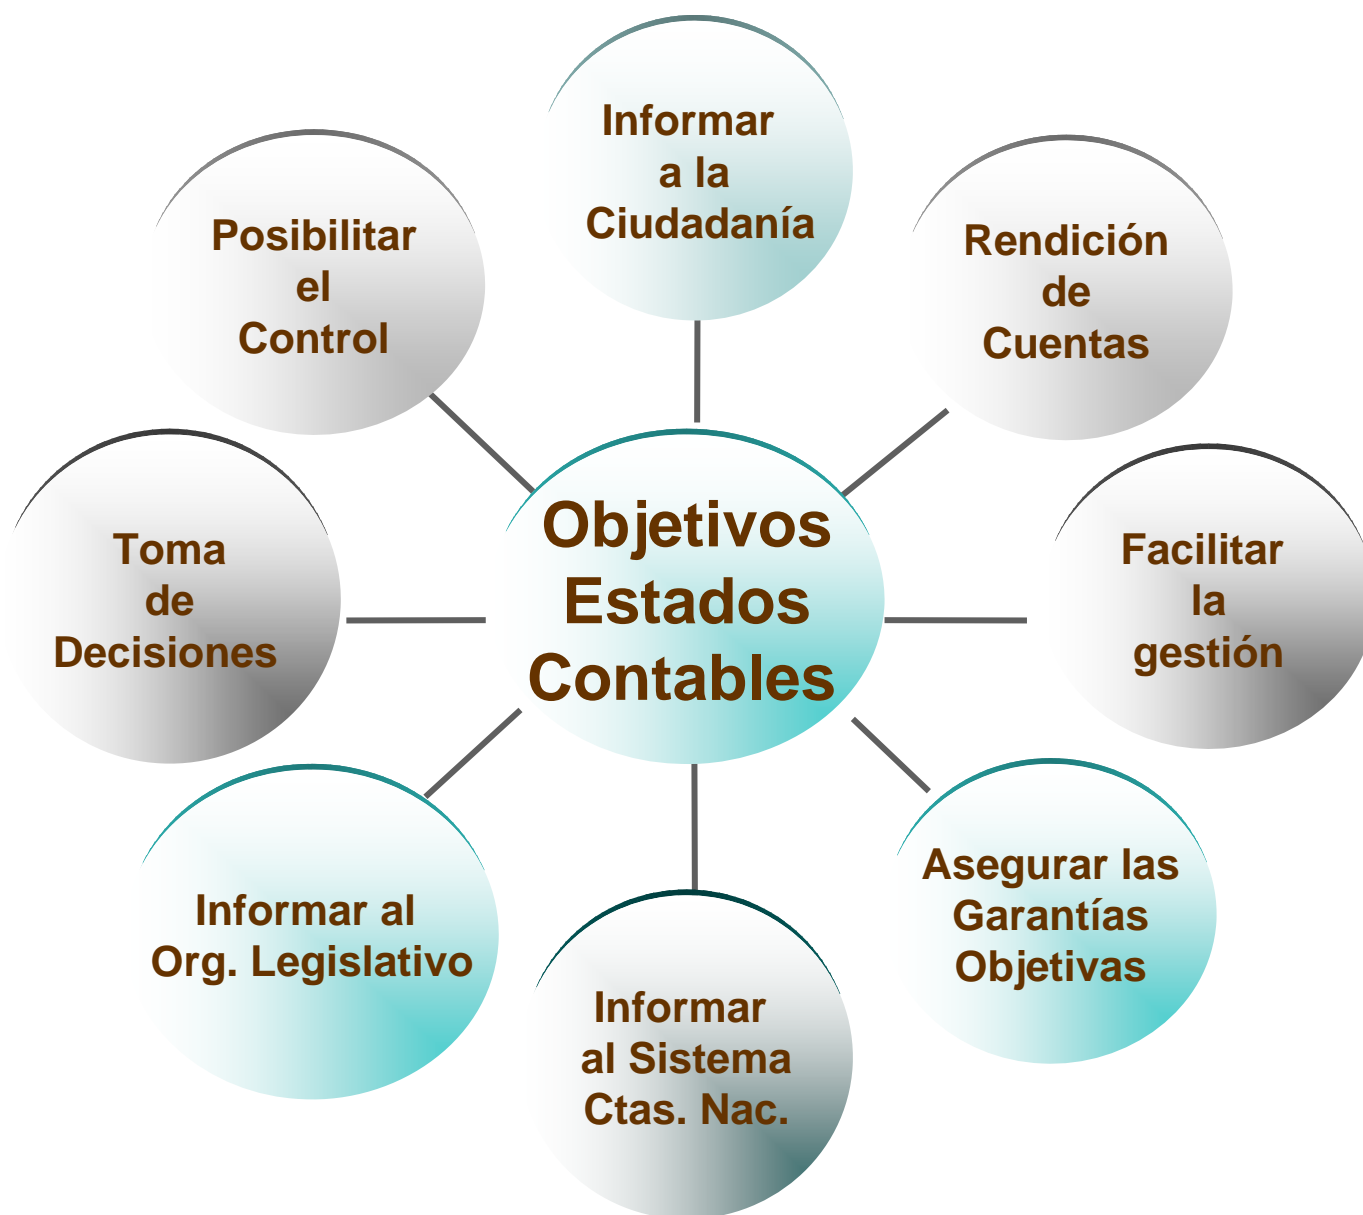 Informar
a la
Ciudadanía
Posibilitar
el
Control
Rendición
de
Cuentas
Toma
de
Decisiones
Objetivos
Estados
Contables
Facilitar
la
gestión
Informar al
Org. Legislativo
Asegurar las
Garantías
Objetivas
Informar
al Sistema
Ctas. Nac.